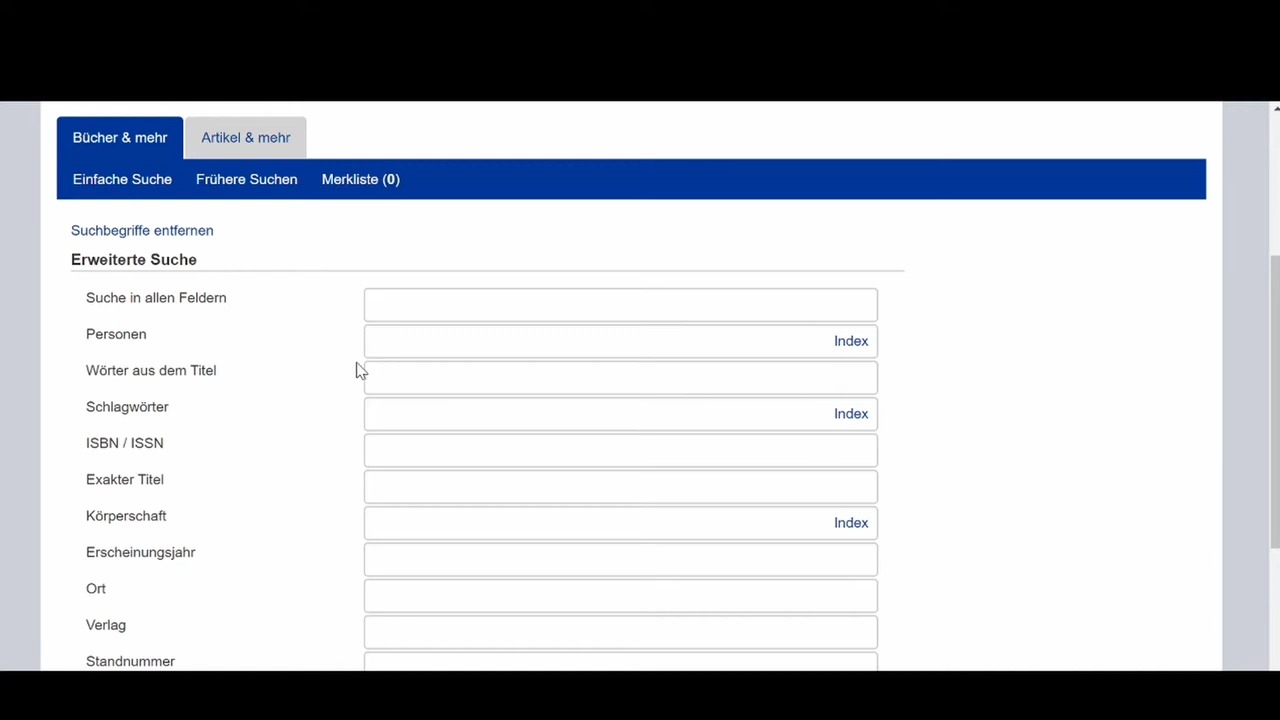 Bücher & mehr
Artikel & mehr
Einfache Suche
Frühere Suchen
Merkliste (0)
Suchbegriffe entfernen
Erweiterte Suche
Suche in allen Feldern
Personen
Index
Wörter aus dem Titel
Schlagwörter
Index
ISBN / ISSN
Exakter Titel
Körperschaft
Index
Erscheinungsjahr
Ort
Verlag
Standnummer